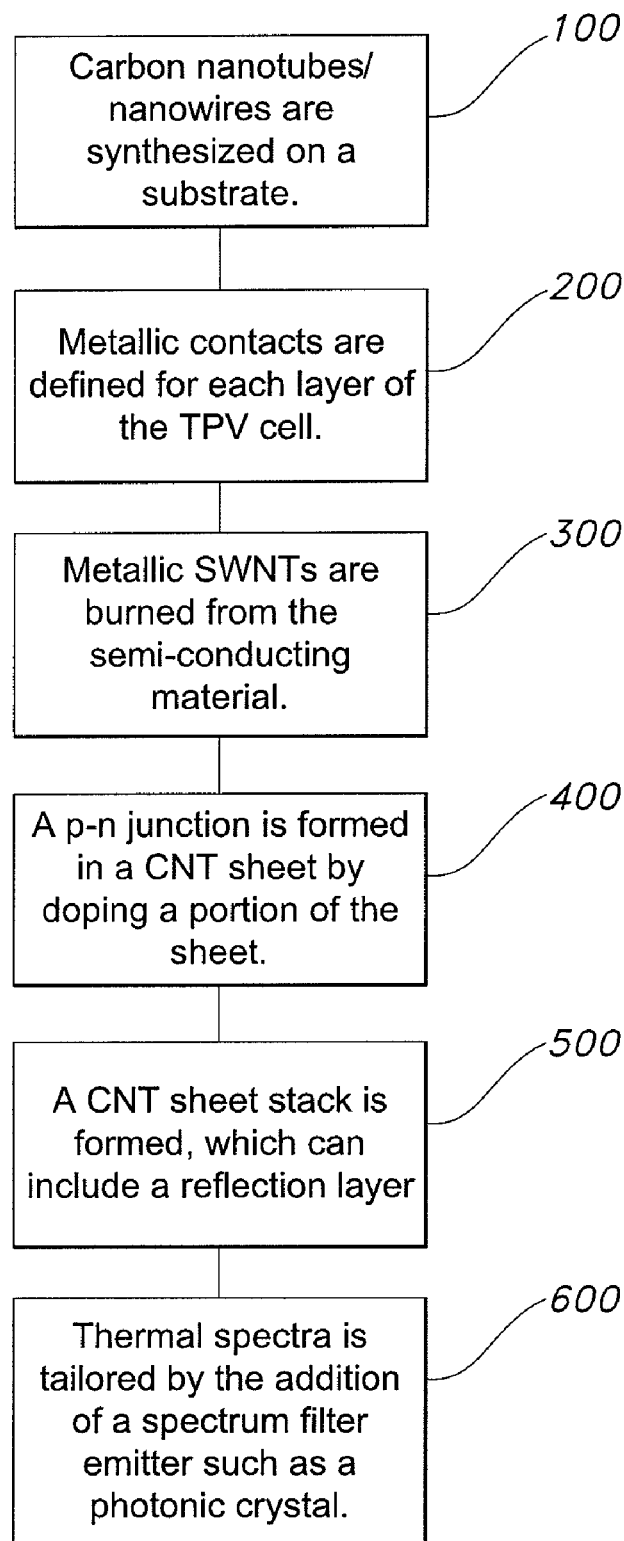 100
Carbon nanotubes/
nanowires are
synthesized on a
substrate.
200
Metallic contacts are
defined for each layer of
the TPV cell.
300
Metallic SWNTs are
burned from the
semi-conducting
material.
400
A p-n junction is formed
in a CNT sheet by
doping a portion of the
sheet.
500
A CNT sheet stack is
formed, which can
include a reflection layer
600
Thermal spectra is
tailored by the addition
of a spectrum filter
emitter such as a
photonic crystal.